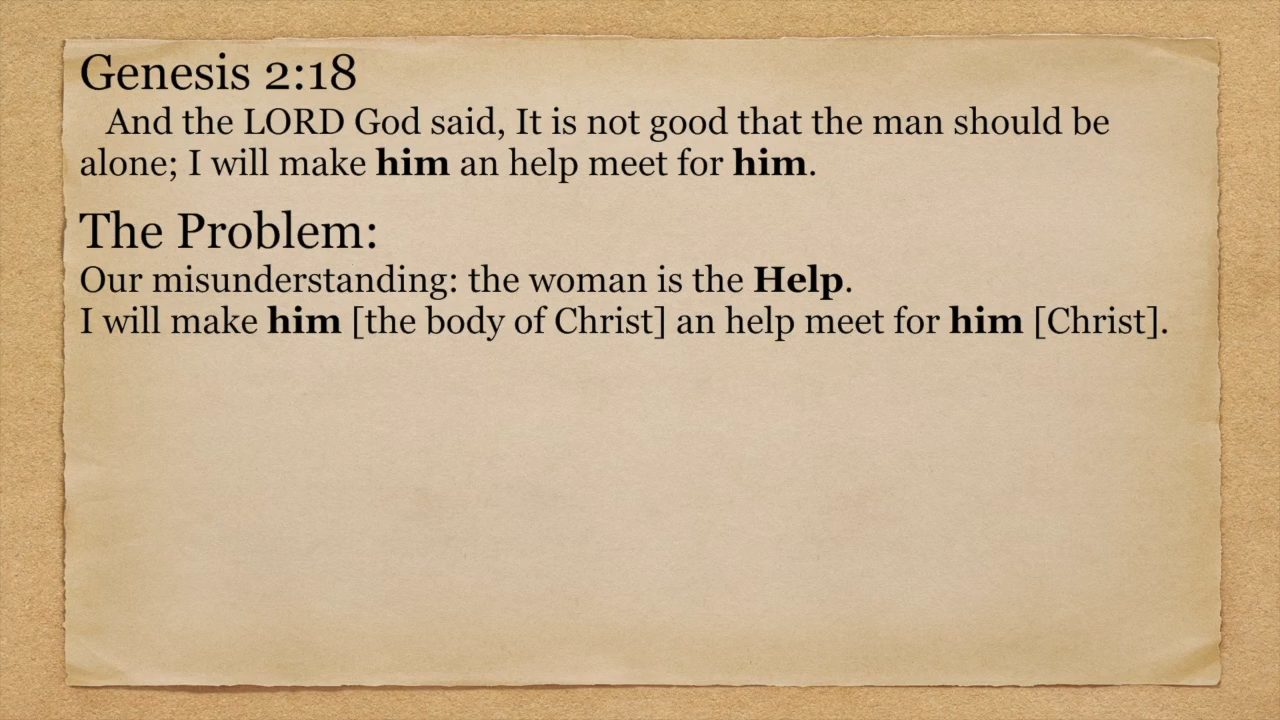 Genesis 2:18
And the LORD God said, It is not good that the man should be
alone; I will make him an help meet for him.
The Problem:
Our misunderstanding: the woman is the Help.
I will make him [the body of Christ] an help meet for him [Christ].